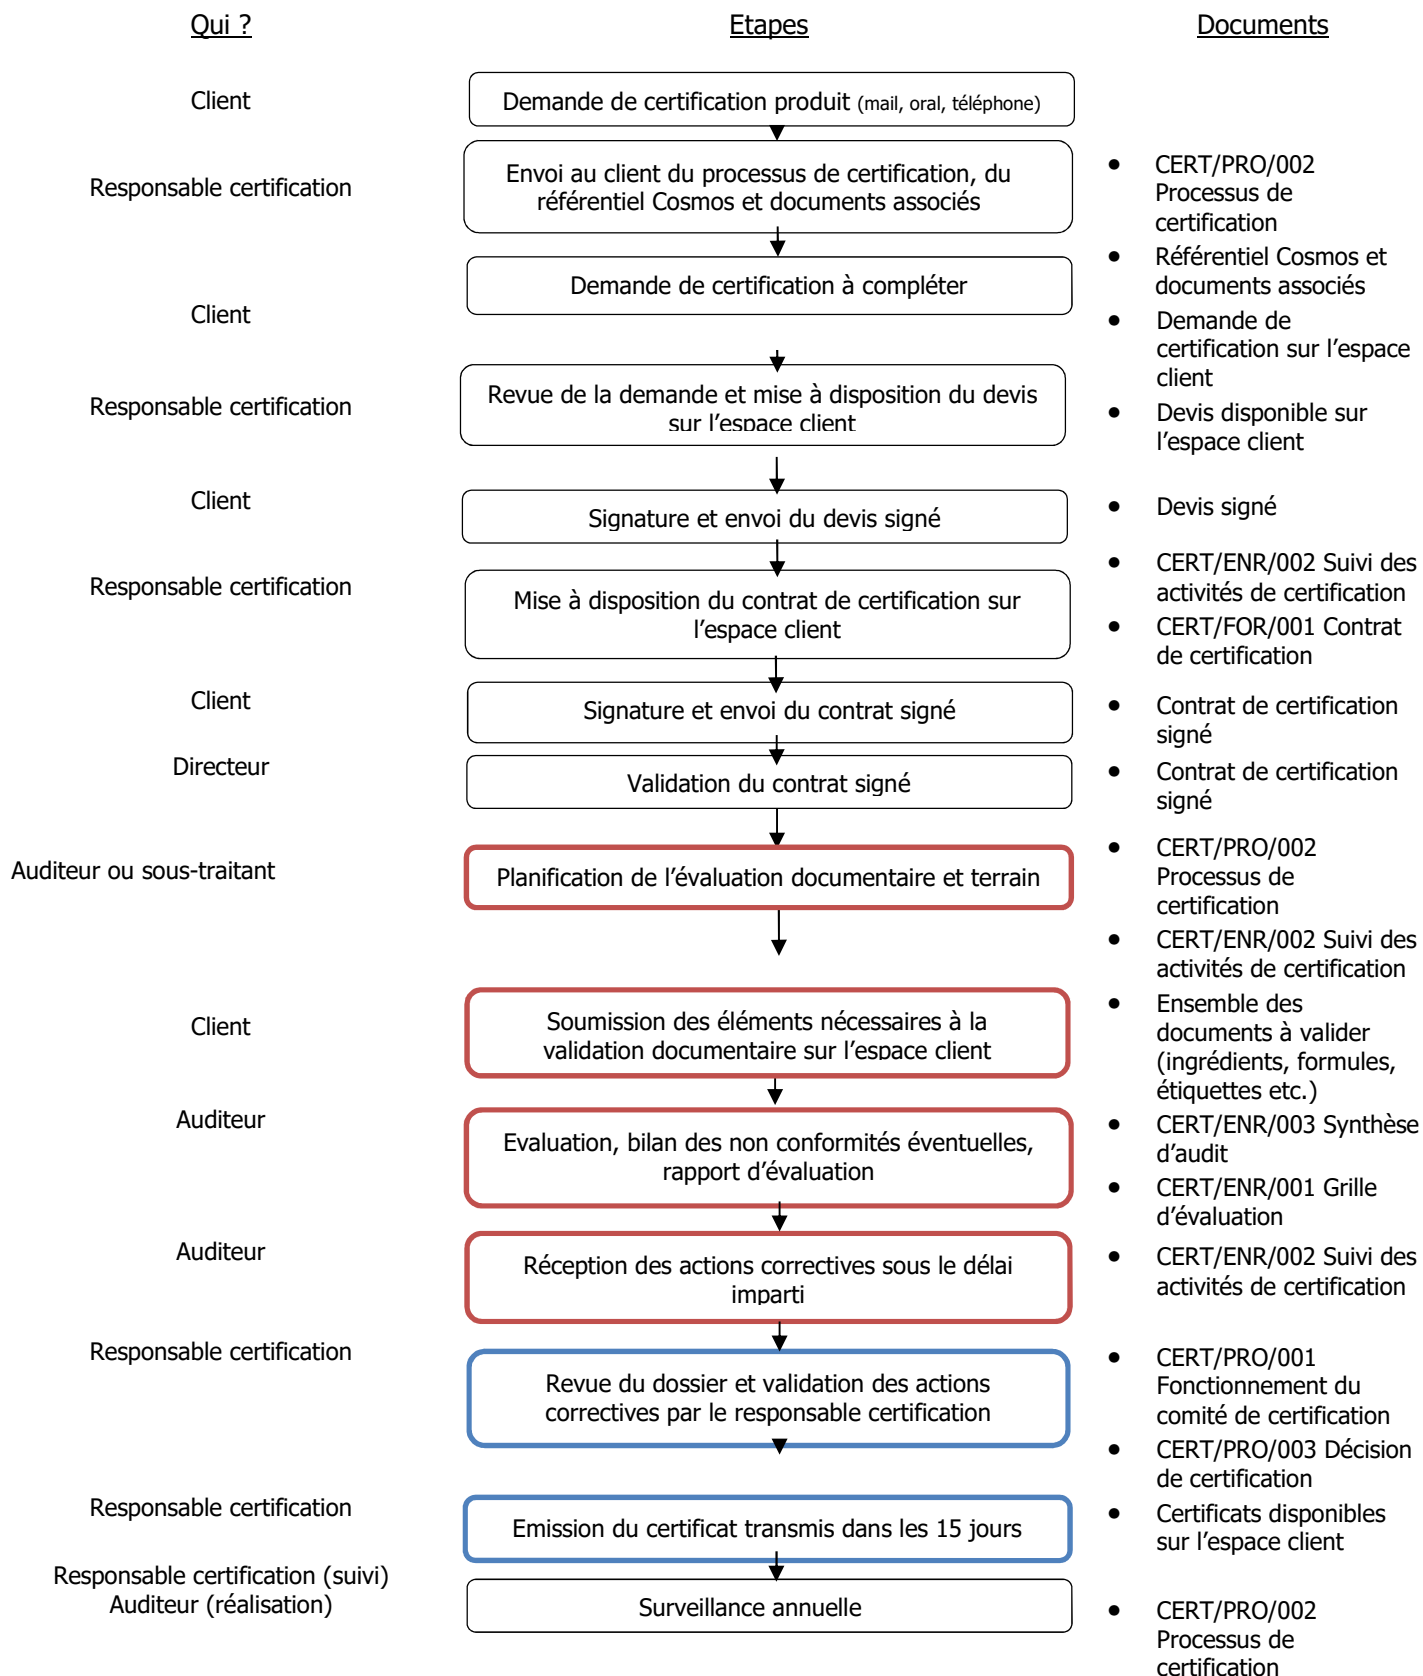 Qui ?
Etapes
Documents
Client
Demande de certification produit (mail, oral, téléphone)
Responsable certification
Envoi au client du processus de certification, du
référentiel Cosmos et documents associés
• CERT/PRO/002
Processus de
certification
• Référentiel Cosmos et
documents associés
Client
Demande de certification à compléter
• Demande de
certification sur l’espace
client
Responsable certification
Revue de la demande et mise à disposition du devis
sur l’espace client
• Devis disponible sur
l’espace client
Client
Signature et envoi du devis signé
• Devis signé
Responsable certification
Mise à disposition du contrat de certification sur
l’espace client
• CERT/ENR/002 Suivi des
activités de certification
• CERT/FOR/001 Contrat
de certification
Client
Signature et envoi du contrat signé
• Contrat de certification
signé
Directeur
Validation du contrat signé
• Contrat de certification
signé
Auditeur ou sous-traitant
Planification de l’évaluation documentaire et terrain
• CERT/PRO/002
Processus de
certification
• CERT/ENR/002 Suivi des
activités de certification
Client
Soumission des éléments nécessaires à la
validation documentaire sur l’espace client
• Ensemble des
documents à valider
(ingrédients, formules,
étiquettes etc.)
Auditeur
Evaluation, bilan des non conformités éventuelles,
rapport d’évaluation
• CERT/ENR/003 Synthèse
d’audit
• CERT/ENR/001 Grille
d’évaluation
Auditeur
Réception des actions correctives sous le délai
imparti
• CERT/ENR/002 Suivi des
activités de certification
Responsable certification
Revue du dossier et validation des actions
correctives par le responsable certification
• CERT/PRO/001
Fonctionnement du
comité de certification
• CERT/PRO/003 Décision
de certification
Responsable certification
Emission du certificat transmis dans les 15 jours
• Certificats disponibles
sur l’espace client
Responsable certification (suivi)
Auditeur (réalisation)
Surveillance annuelle
• CERT/PRO/002
Processus de
certification